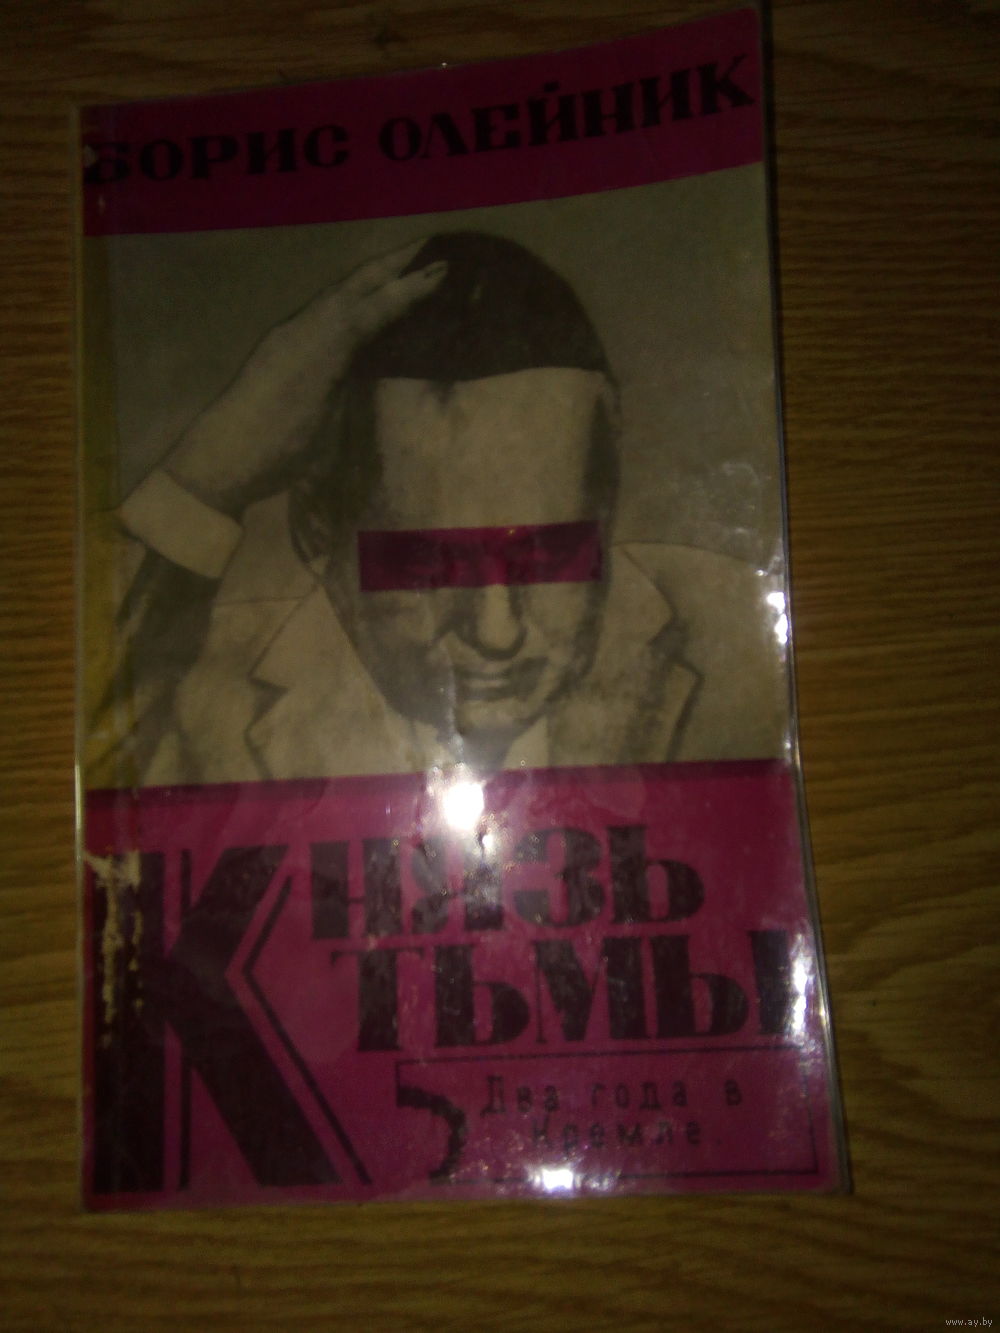 БОРИС ОЛЕЙНИК
КНЯЗЬ
ТЬМЫ
Два года в
Кремле.
www.ay.by